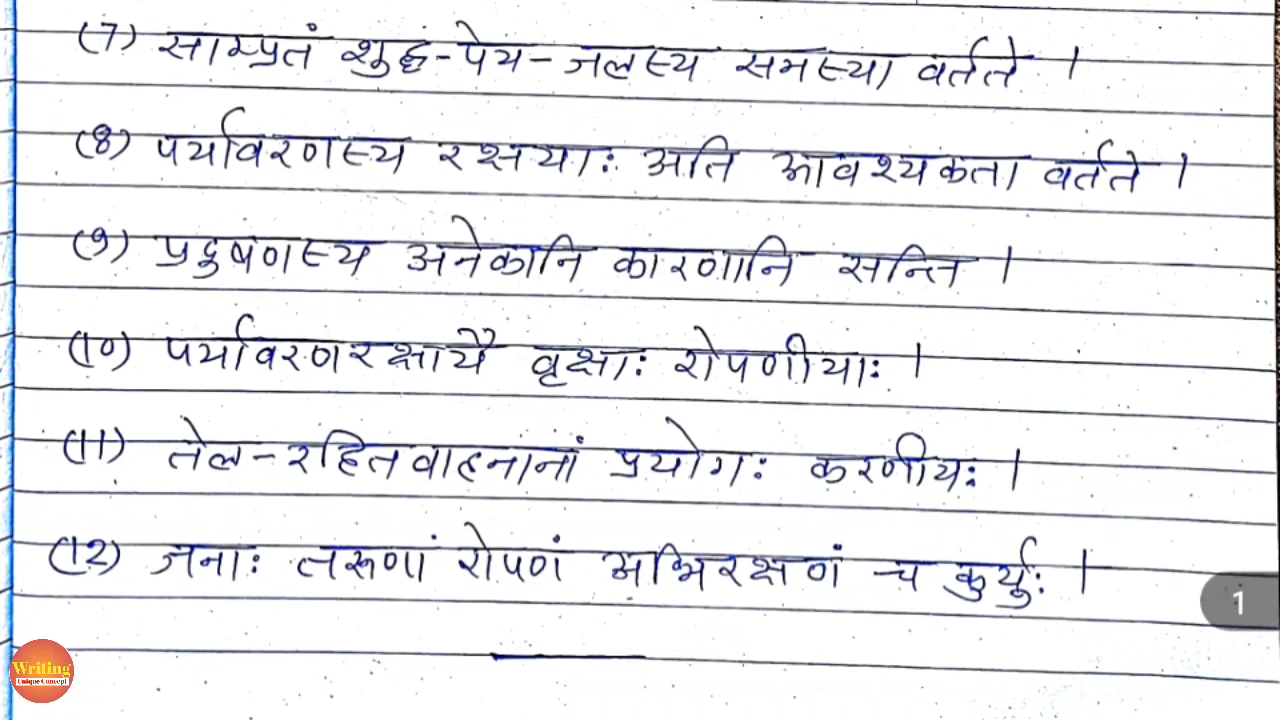 (7) साम्प्रतं शुद्ध-पेय-जलस्य समस्या वर्तते ।
(8) पर्यावरणस्य रक्षयाः अति आवश्यकता वर्तते ।
(9) प्रदुषणस्य अनेकानि कारणानि सन्ति ।
(10) पर्यावरणरक्षायै वृक्षाः रोपणीयाः ।
(11) तेल-रहितवाहनानां प्रयोगः करणीयः ।
(12) जनाः तरूणां रोपणं अभिरक्षणं च कुर्युः ।
1
Writing
Unique Concept